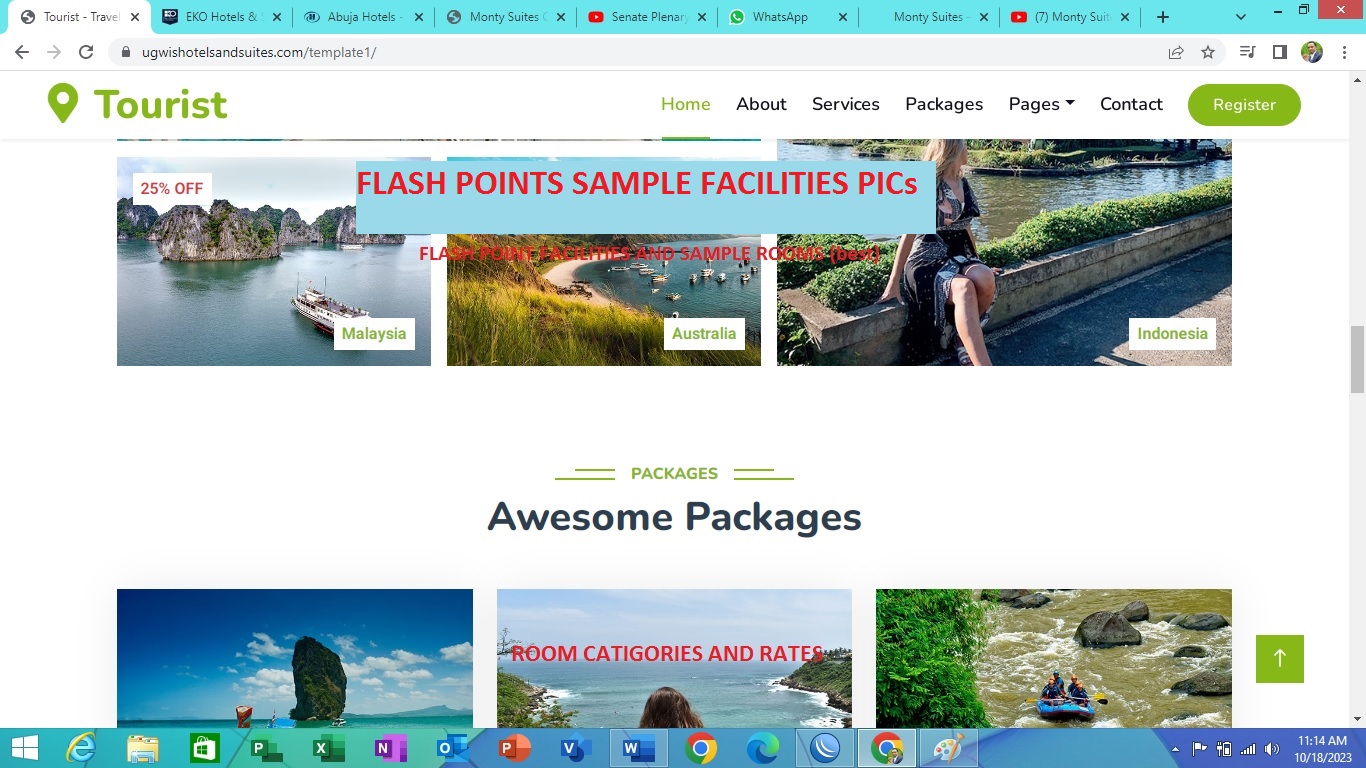 Tourist - Travel
EKO Hotels & S
Abuja Hotels -
Monty Suites
Senate Plenary
WhatsApp
Monty Suites -
(7) Monty Suit
ugwishotelsandsuites.com/template1/
Tourist
Home
About
Services
Packages
Pages
Contact
Register
25% OFF
FLASH POINTS SAMPLE FACILITIES PICs
FLASH POINT FACILITIES AND SAMPLE ROOMS (best)
Malaysia
Australia
Indonesia
PACKAGES
Awesome Packages
ROOM CATIGORIES AND RATES
11:14 AM
10/18/2023